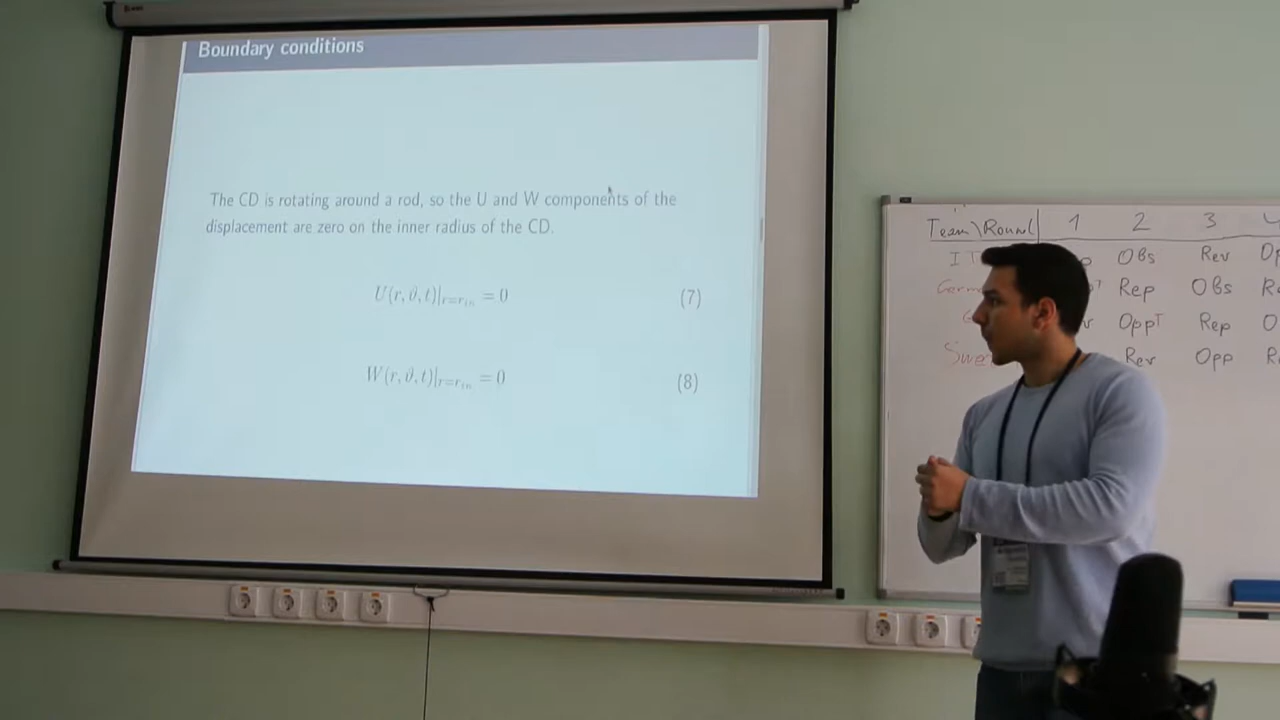 Boundary conditions
The CD is rotating around a rod, so the U and W components of the
displacement are zero on the inner radius of the CD.
U(r, ϑ, t)|r=rin = 0 (7)
W(r, ϑ, t)|r=rin = 0 (8)
Team\Round 1 2 3
Obs Rev
Rep Obs
OppT Rep
Rev Opp